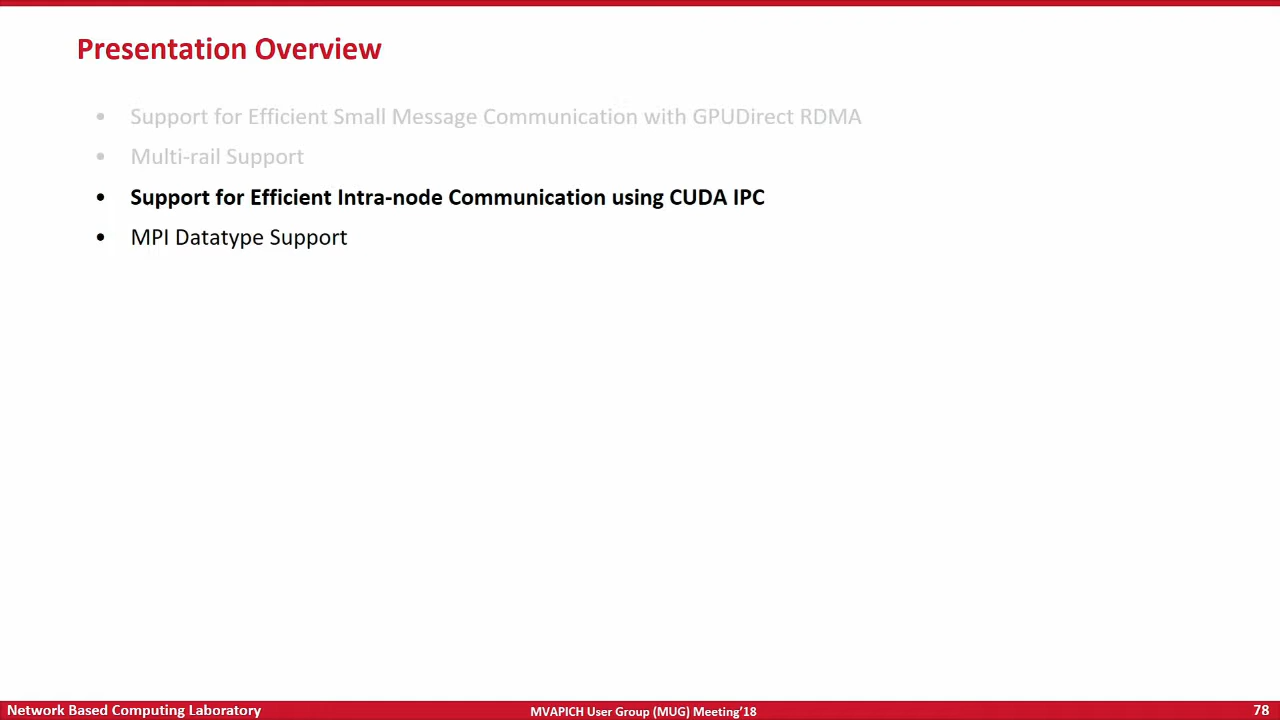 Presentation Overview
• Support for Efficient Small Message Communication with GPUDirect RDMA
• Multi-rail Support
• Support for Efficient Intra-node Communication using CUDA IPC
• MPI Datatype Support
Network Based Computing Laboratory
MVAPICH User Group (MUG) Meeting'18
78